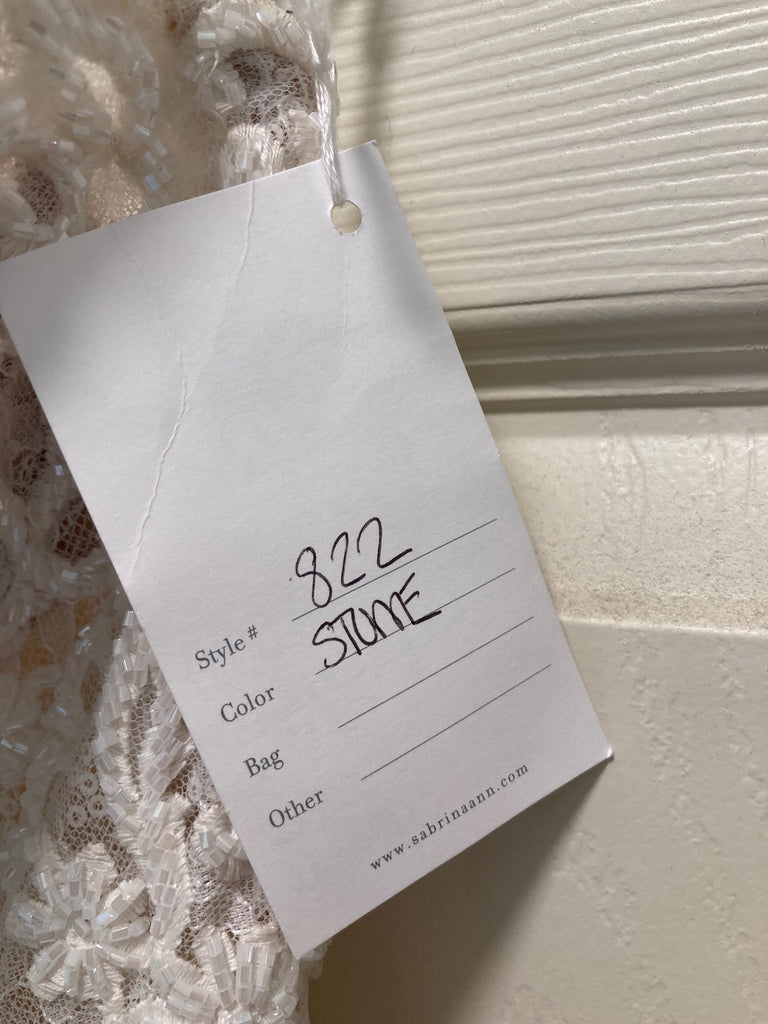 Style # 822
Color STONE
Bag
Other
www.sabrinaann.com